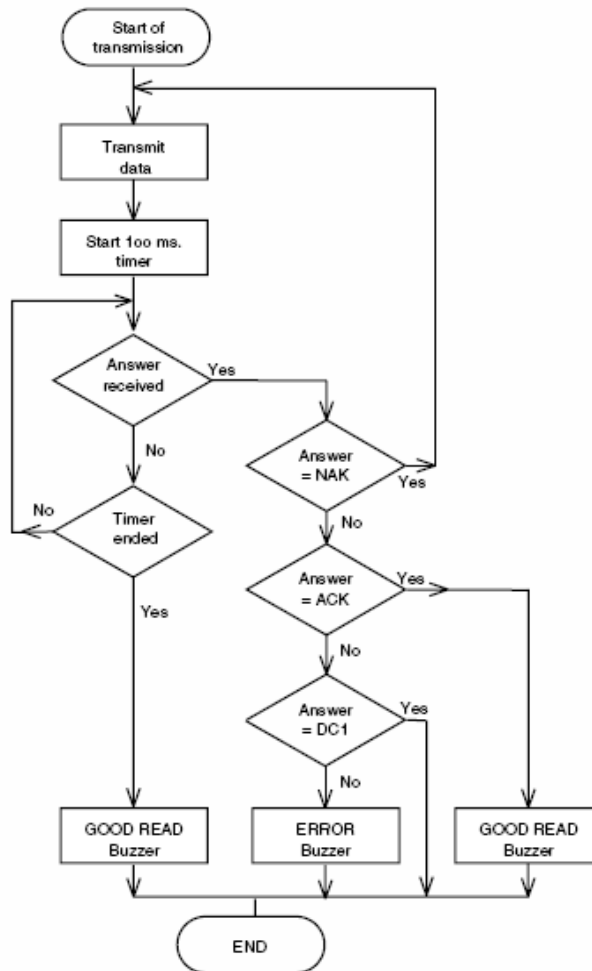 Start of
transmission
Transmit
data
Start 1oo ms.
timer
Answer
received
Yes
No
Answer
= NAK
Yes
No
Timer
ended
No
Yes
Answer
= ACK
Yes
No
Answer
= DC1
Yes
No
GOOD READ
Buzzer
ERROR
Buzzer
GOOD READ
Buzzer
END